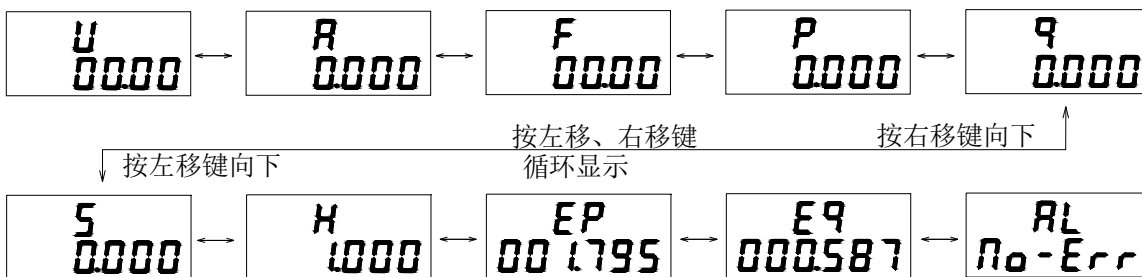 U A F P q
00.00 0.000 00.00 0.000 0.000
按左移、右移键 按右移键向下
按左移键向下 循环显示
S H EP Eq AL
0.000 1.000 001.795 000.587 No-Err